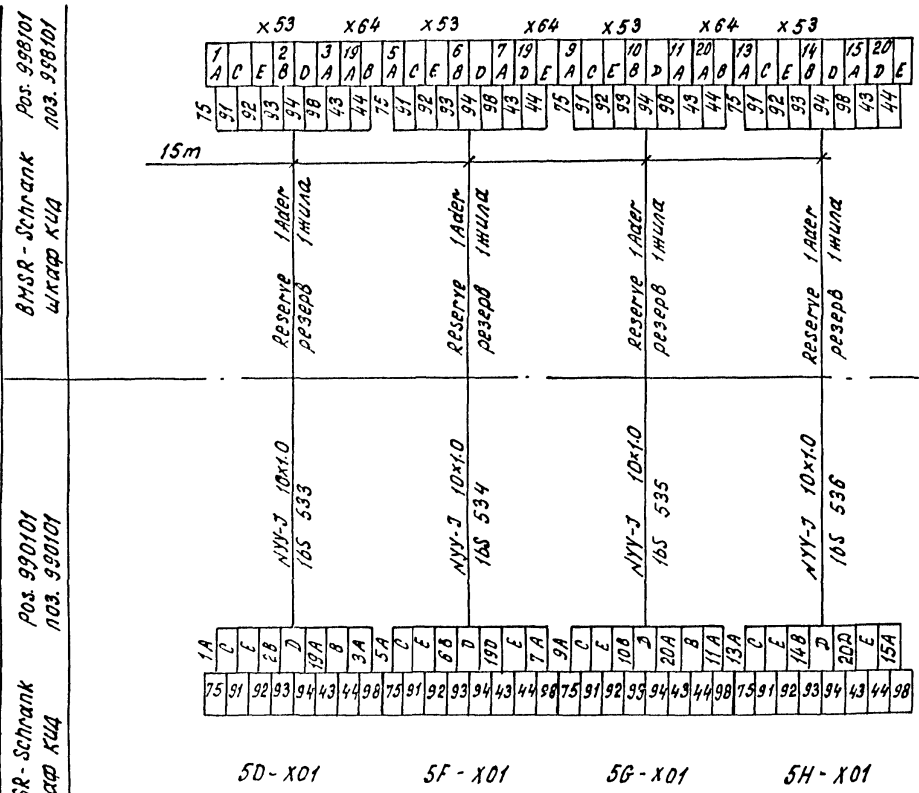 Pos. 998101
поз. 998101
BMSR - Schrank
шкаф КИД
x53 x64 x53 x64 x53 x64 x53
1 2 3 19 5 6 7 19 9 10 11 20 13 14 15 20
A C E B D A A B A C E B D A D E A C E B D A A B A C E B D A D E
75 91 92 93 94 98 43 44 75 91 92 93 94 98 43 44 75 91 92 93 94 98 43 44 75 91 92 93 94 98 43 44
15m
Reserve 1Ader
резерв 1жила
Reserve 1Ader
резерв 1жила
Reserve 1Ader
резерв 1жила
Reserve 1Ader
резерв 1жила
Pos. 990101
поз. 990101
SR - Schrank
аф КИД
NYY-J 10x1.0
16S 533
NYY-J 10x1.0
16S 534
NYY-J 10x1.0
16S 535
NYY-J 10x1.0
16S 536
1A C E 2B D 19A B 3A 5A C E 6B D 19D E 7A 9A C E 10B D 20A B 11A 13A C E 14B D 20D E 15A
75 91 92 93 94 43 44 98 75 91 92 93 94 43 44 98 75 91 92 93 94 43 44 98 75 91 92 93 94 43 44 98
5D-X01 5F-X01 5G-X01 5H-X01